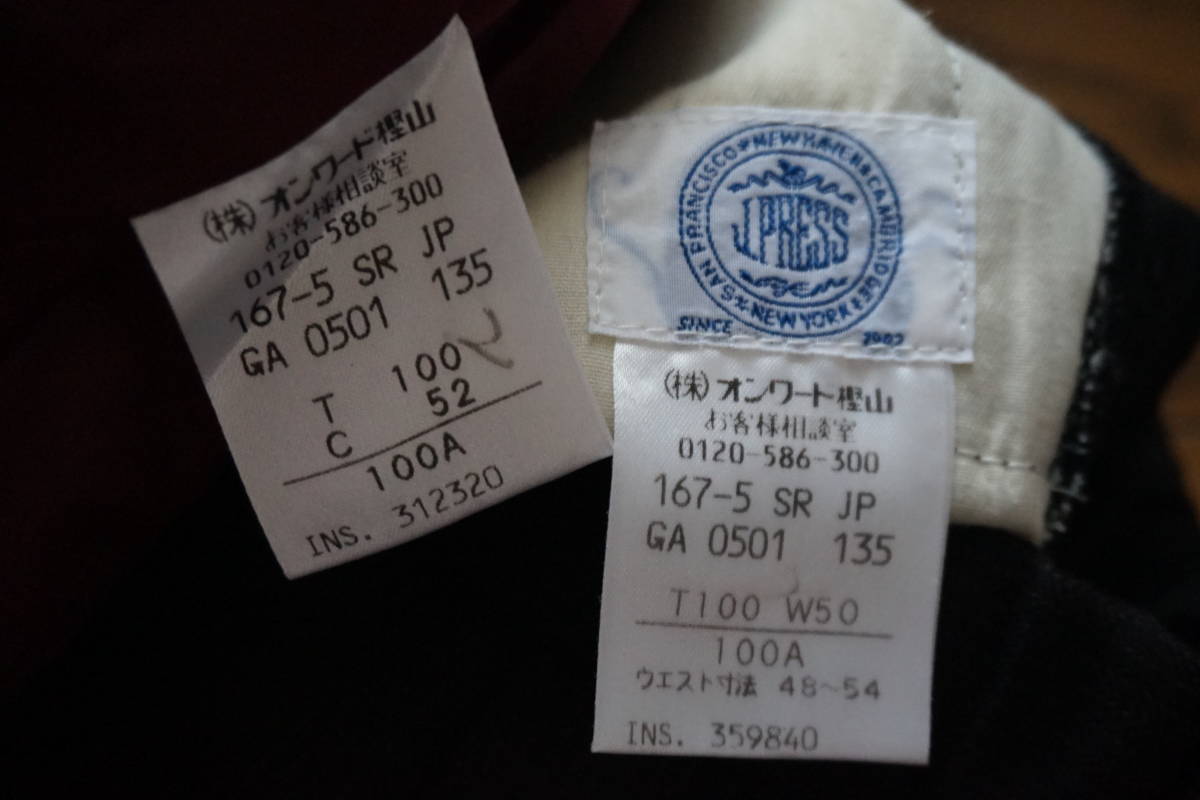 (株)オンワード樫山
お客様相談室
0120-586-300
167-5 SR JP
GA 0501 135
T 100
C 52
100A
INS. 312320
SAN FRANCISCO ★ NEW HAVEN & CAMBRIDGE ★ NEW YORK ★
J.PRESS
SINCE 1902
(株)オンワード樫山
お客様相談室
0120-586-300
167-5 SR JP
GA 0501 135
T100 W50
100A
ウエスト寸法 48~54
INS. 359840